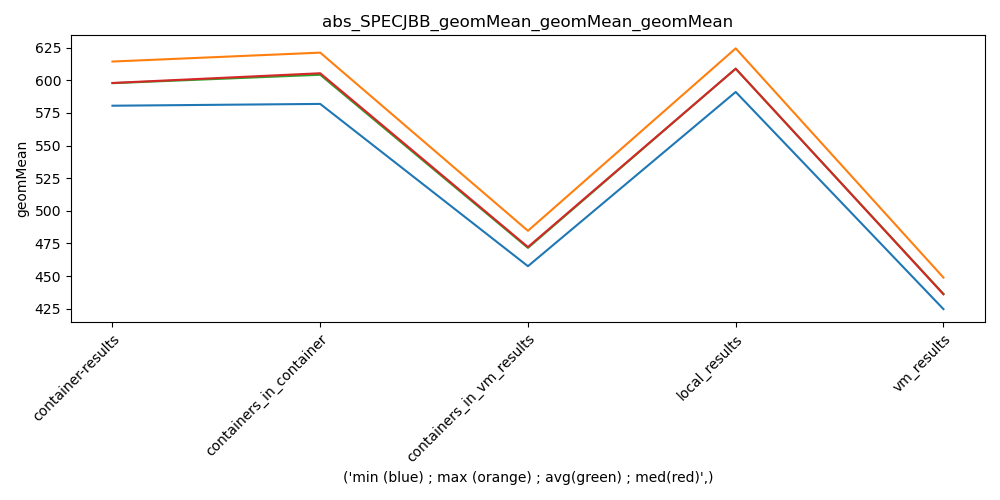 abs_SPECJBB_geomMean_geomMean_geomMean
geomMean
625
600
575
550
525
500
475
450
425
container-results
containers_in_container
containers_in_vm_results
local_results
vm_results
('min (blue) ; max (orange) ; avg(green) ; med(red)',)